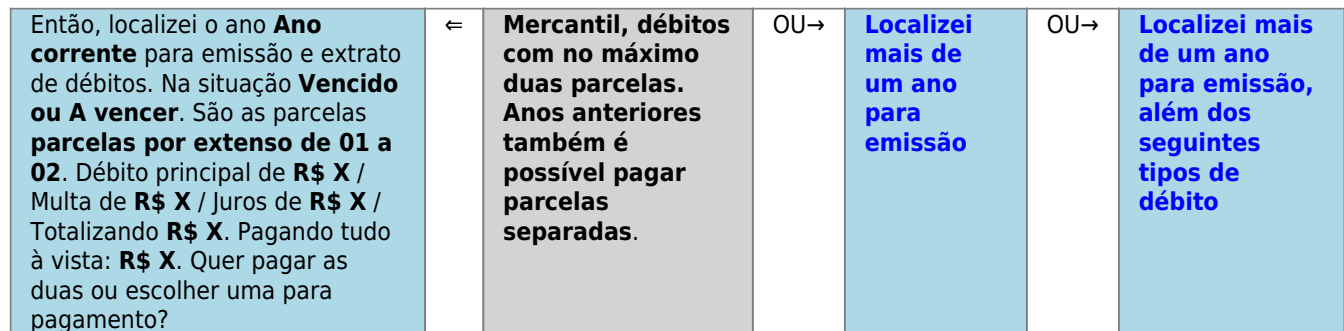 Então, localizei o ano Ano
corrente para emissão e extrato
de débitos. Na situação Vencido
ou A vencer. São as parcelas
parcelas por extenso de 01 a
02. Débito principal de R$ X /
Multa de R$ X / Juros de R$ X /
Totalizando R$ X. Pagando tudo
à vista: R$ X. Quer pagar as
duas ou escolher uma para
pagamento?
⇐
Mercantil, débitos
com no máximo
duas parcelas.
Anos anteriores
também é
possível pagar
parcelas
separadas.
OU→
Localizei
mais de
um ano
para
emissão
OU→
Localizei mais
de um ano
para emissão,
além dos
seguintes
tipos de
débito